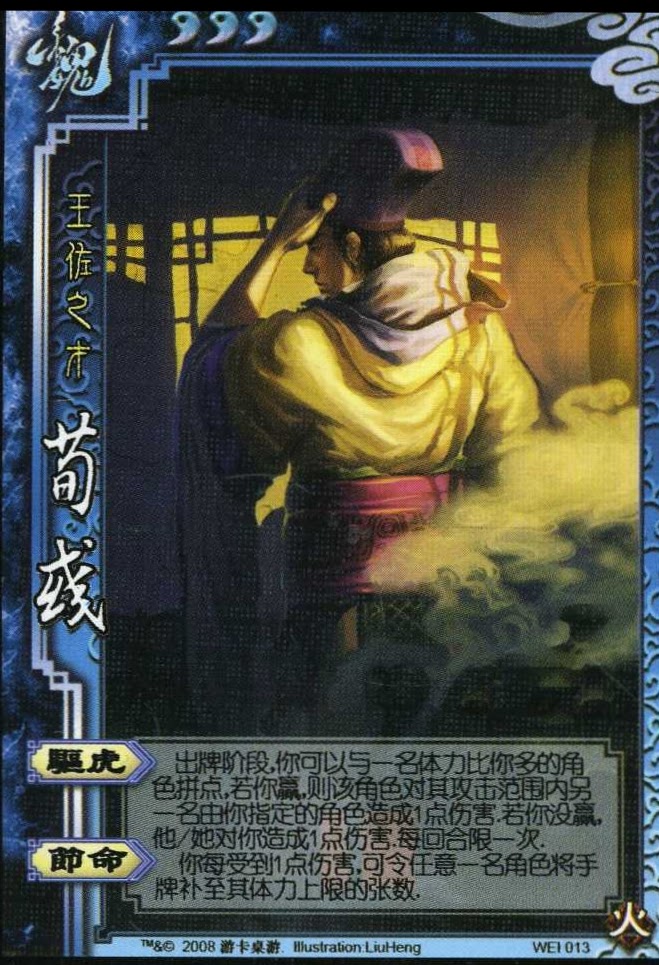 魏
王佐之才
荀彧
驅虎
出牌阶段,你可以与一名体力比你多的角
色拼点,若你赢,则该角色对其攻击范围内另
一名由你指定的角色造成1点伤害.若你没赢,
他/她对你造成1点伤害.每回合限一次.
節命
你每受到1点伤害,可令任意一名角色将手
牌补至其体力上限的张数.
火
™&© 2008 游卡桌游. Illustration:LiuHeng
WEI 013